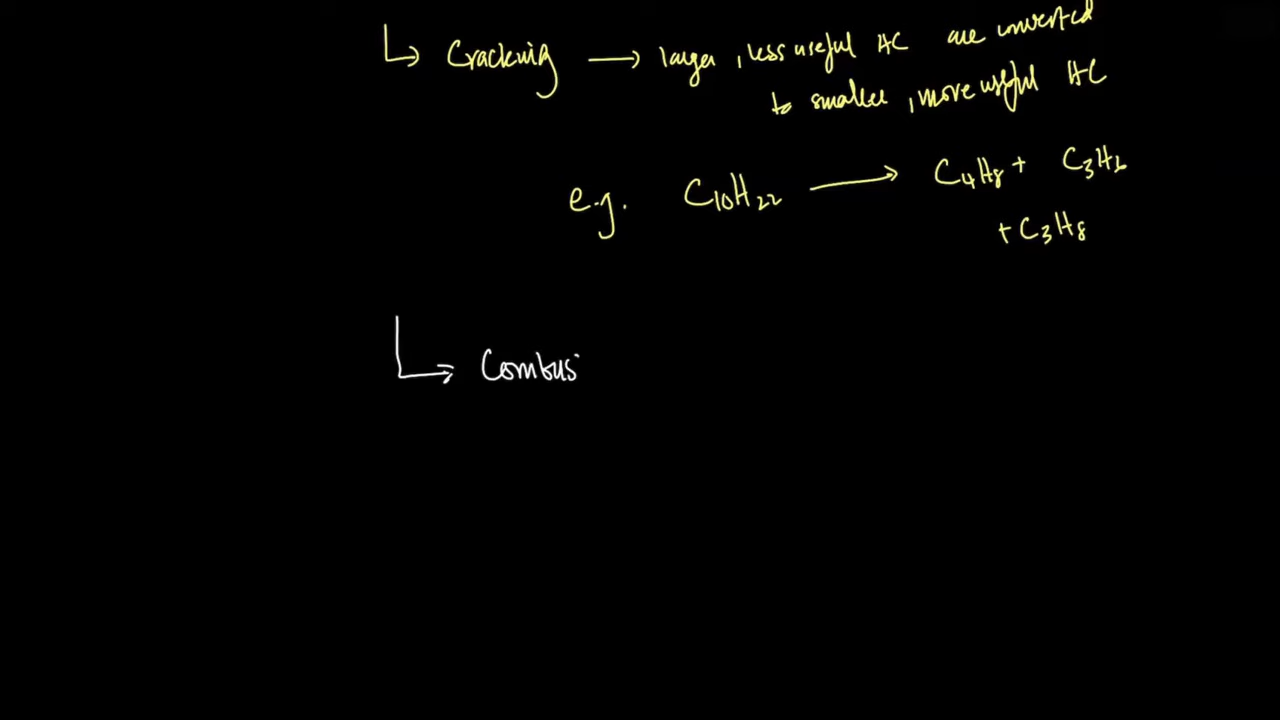 ↳ Cracking → larger, less useful HC are converted
to smaller, more useful HC
e.g. C₁₀H₂₂ → C₄H₈ + C₃H₆
+ C₃H₈
↳ Combus